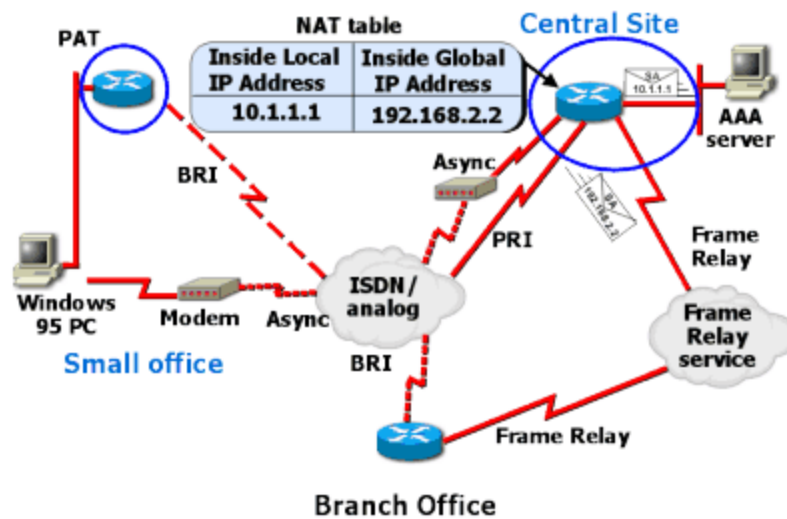 NAT table
Central Site
PAT
Inside Local
IP Address
Inside Global
IP Address
10.1.1.1
192.168.2.2
SA
10.1.1.1
AAA
server
Async
BRI
SA
192.168.2.2
PRI
Frame
Relay
ISDN/
analog
Windows
95 PC
Modem
Async
Frame
Relay
service
Small office
BRI
Frame Relay
Branch Office